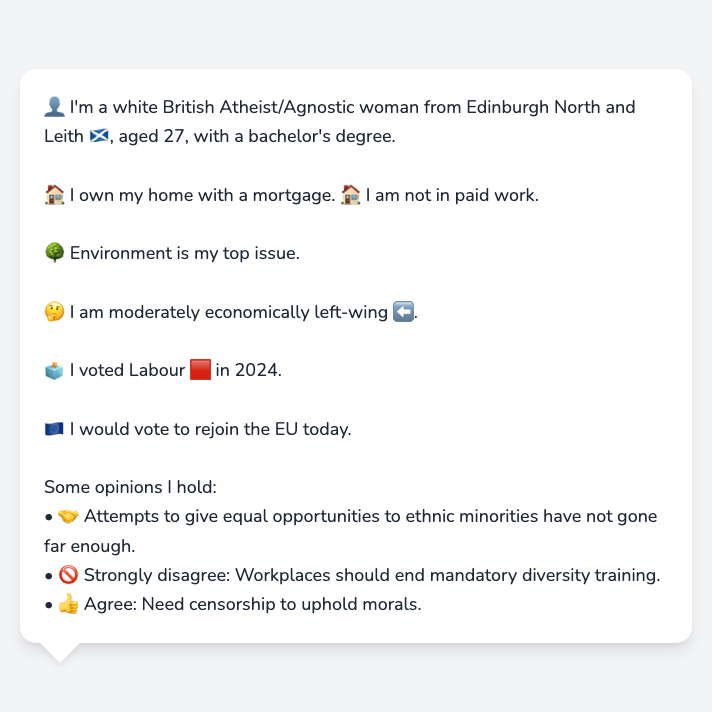 👤 I'm a white British Atheist/Agnostic woman from Edinburgh North and
Leith 🏴󠁧󠁢󠁳󠁣󠁴󠁿, aged 27, with a bachelor's degree.
🏠 I own my home with a mortgage. 🏠 I am not in paid work.
🌳 Environment is my top issue.
🤔 I am moderately economically left-wing ⬅️.
🗳️ I voted Labour 🟥 in 2024.
🇪🇺 I would vote to rejoin the EU today.
Some opinions I hold:
• 🤝 Attempts to give equal opportunities to ethnic minorities have not gone
far enough.
• 🚫 Strongly disagree: Workplaces should end mandatory diversity training.
• 👍 Agree: Need censorship to uphold morals.